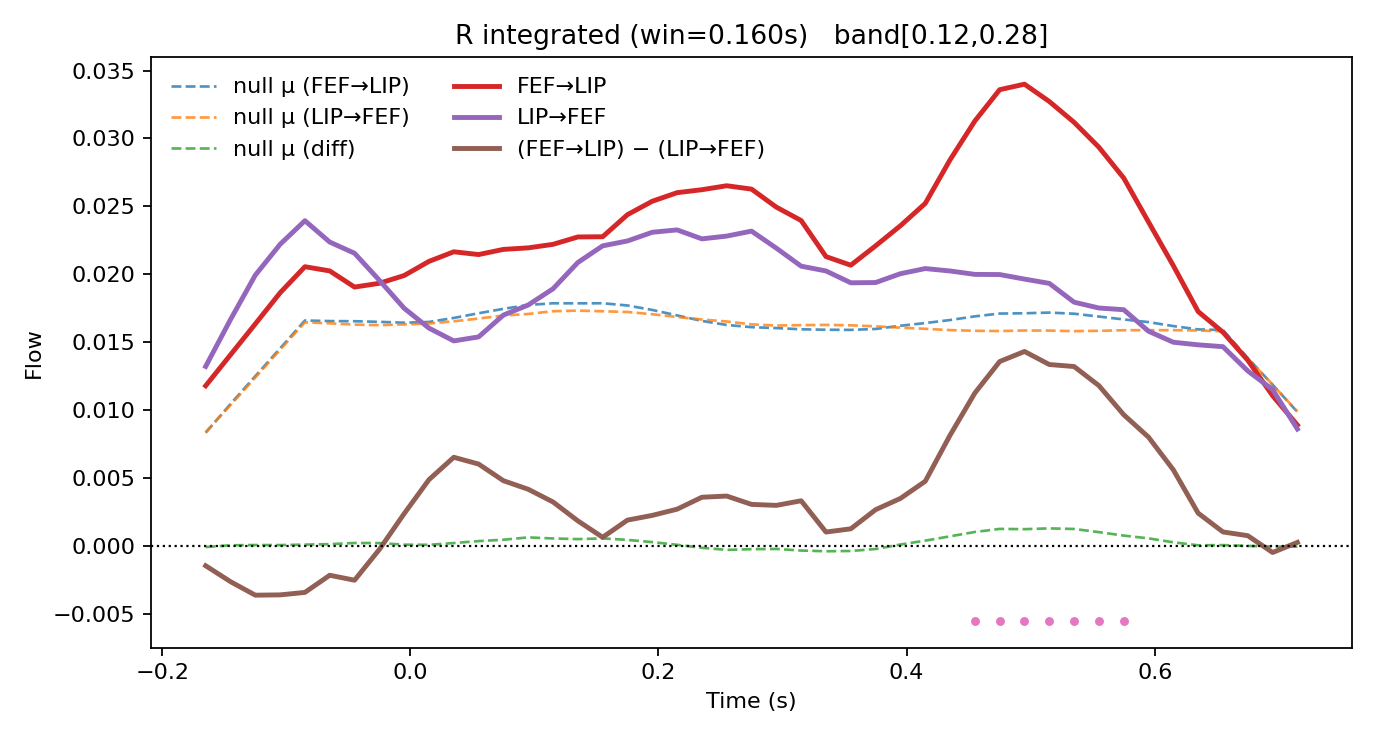 R integrated (win=0.160s)   band[0.12,0.28]
null μ (FEF→LIP)
null μ (LIP→FEF)
null μ (diff)
FEF→LIP
LIP→FEF
(FEF→LIP) − (LIP→FEF)
Flow
0.035
0.030
0.025
0.020
0.015
0.010
0.005
0.000
−0.005
−0.2
0.0
0.2
0.4
0.6
Time (s)